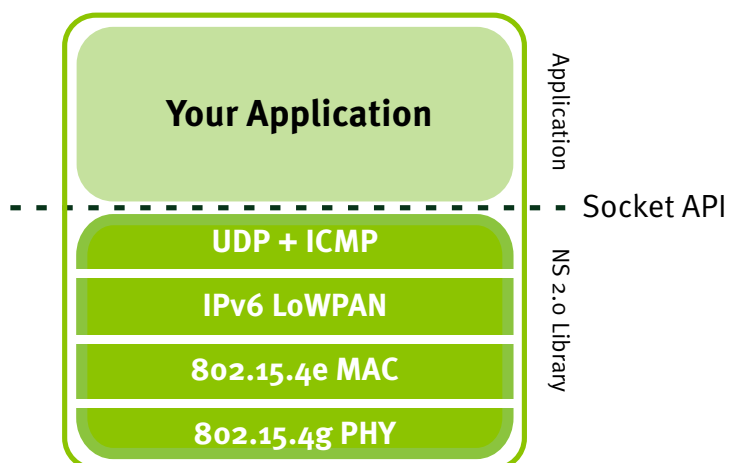 Your Application
Application
Socket API
UDP + ICMP
IPv6 LoWPAN
NS 2.0 Library
802.15.4e MAC
802.15.4g PHY